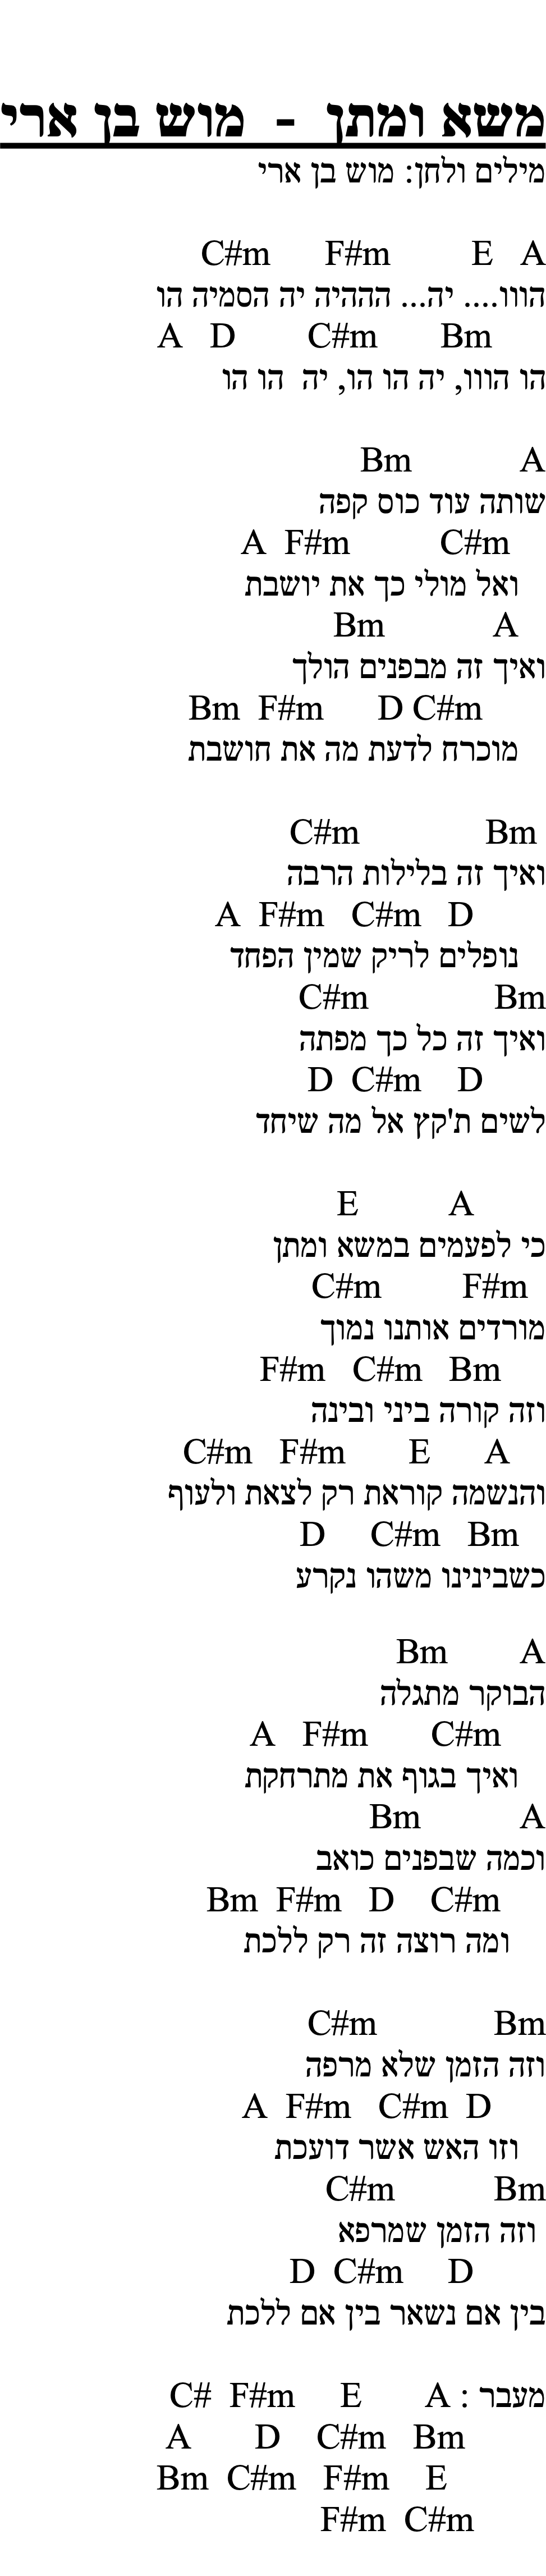 משא ומתן - מוש בן ארי
מילים ולחן: מוש בן ארי
C#m F#m E A
הווו.... יה... הההיה יה הסמיה הו
A D C#m Bm
הו הווו, יה הו הו, יה הו הו
Bm A
שותה עוד כוס קפה
A F#m C#m
ואל מולי כך את יושבת
Bm A
ואיך זה מבפנים הולך
Bm F#m D C#m
מוכרח לדעת מה את חושבת
C#m Bm
ואיך זה בלילות הרבה
A F#m C#m D
נופלים לריק שמין הפחד
C#m Bm
ואיך זה כל כך מפתה
D C#m D
לשים ת'קץ אל מה שיחד
E A
כי לפעמים במשא ומתן
C#m F#m
מורדים אותנו נמוך
F#m C#m Bm
וזה קורה ביני ובינה
C#m F#m E A
והנשמה קוראת רק לצאת ולעוף
D C#m Bm
כשבינינו משהו נקרע
Bm A
הבוקר מתגלה
A F#m C#m
ואיך בגוף את מתרחקת
Bm A
וכמה שבפנים כואב
Bm F#m D C#m
ומה רוצה זה רק ללכת
C#m Bm
וזה הזמן שלא מרפה
A F#m C#m D
וזו האש אשר דועכת
C#m Bm
וזה הזמן שמרפא
D C#m D
בין אם נשאר בין אם ללכת
מעבר : C# F#m E A
A D C#m Bm
Bm C#m F#m E
F#m C#m